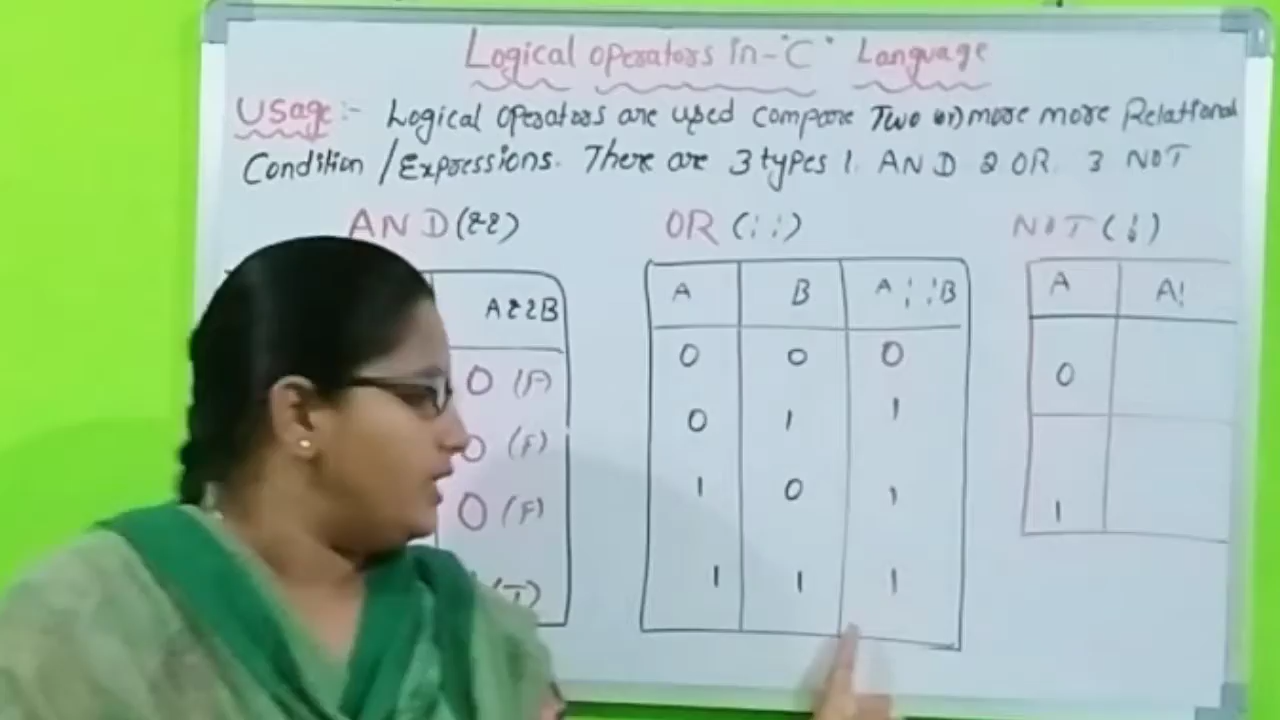 Logical operators in-"C" Language
Usage:- Logical operators are used compare Two (or) more more Relational
Condition / Expressions. There are 3 types 1. AND 2 OR. 3 NOT
AND (&&) OR (¦¦) NOT (!)
A&&B
0 (F)
0 (F)
0 (F)
(T)
A B A¦¦B
0 0 0
0 1 1
1 0 1
1 1 1
A A!
0
1